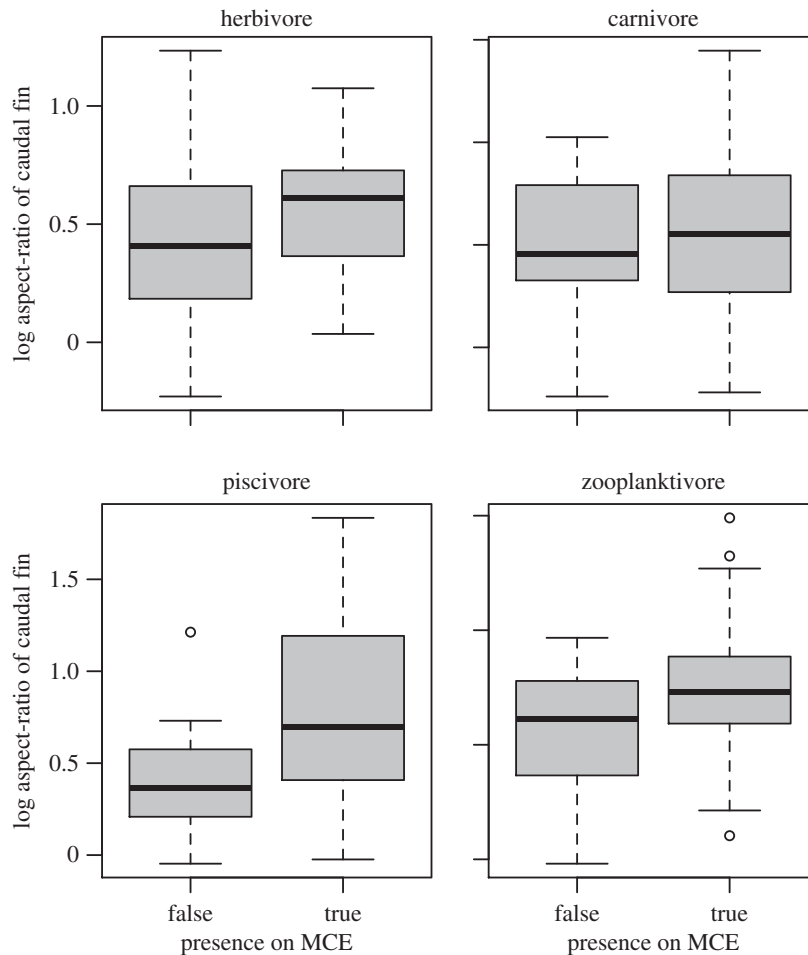 herbivore
carnivore
log aspect-ratio of caudal fin
1.0
0.5
0
piscivore
zooplanktivore
log aspect-ratio of caudal fin
1.5
1.0
0.5
0
false
true
false
true
presence on MCE
presence on MCE